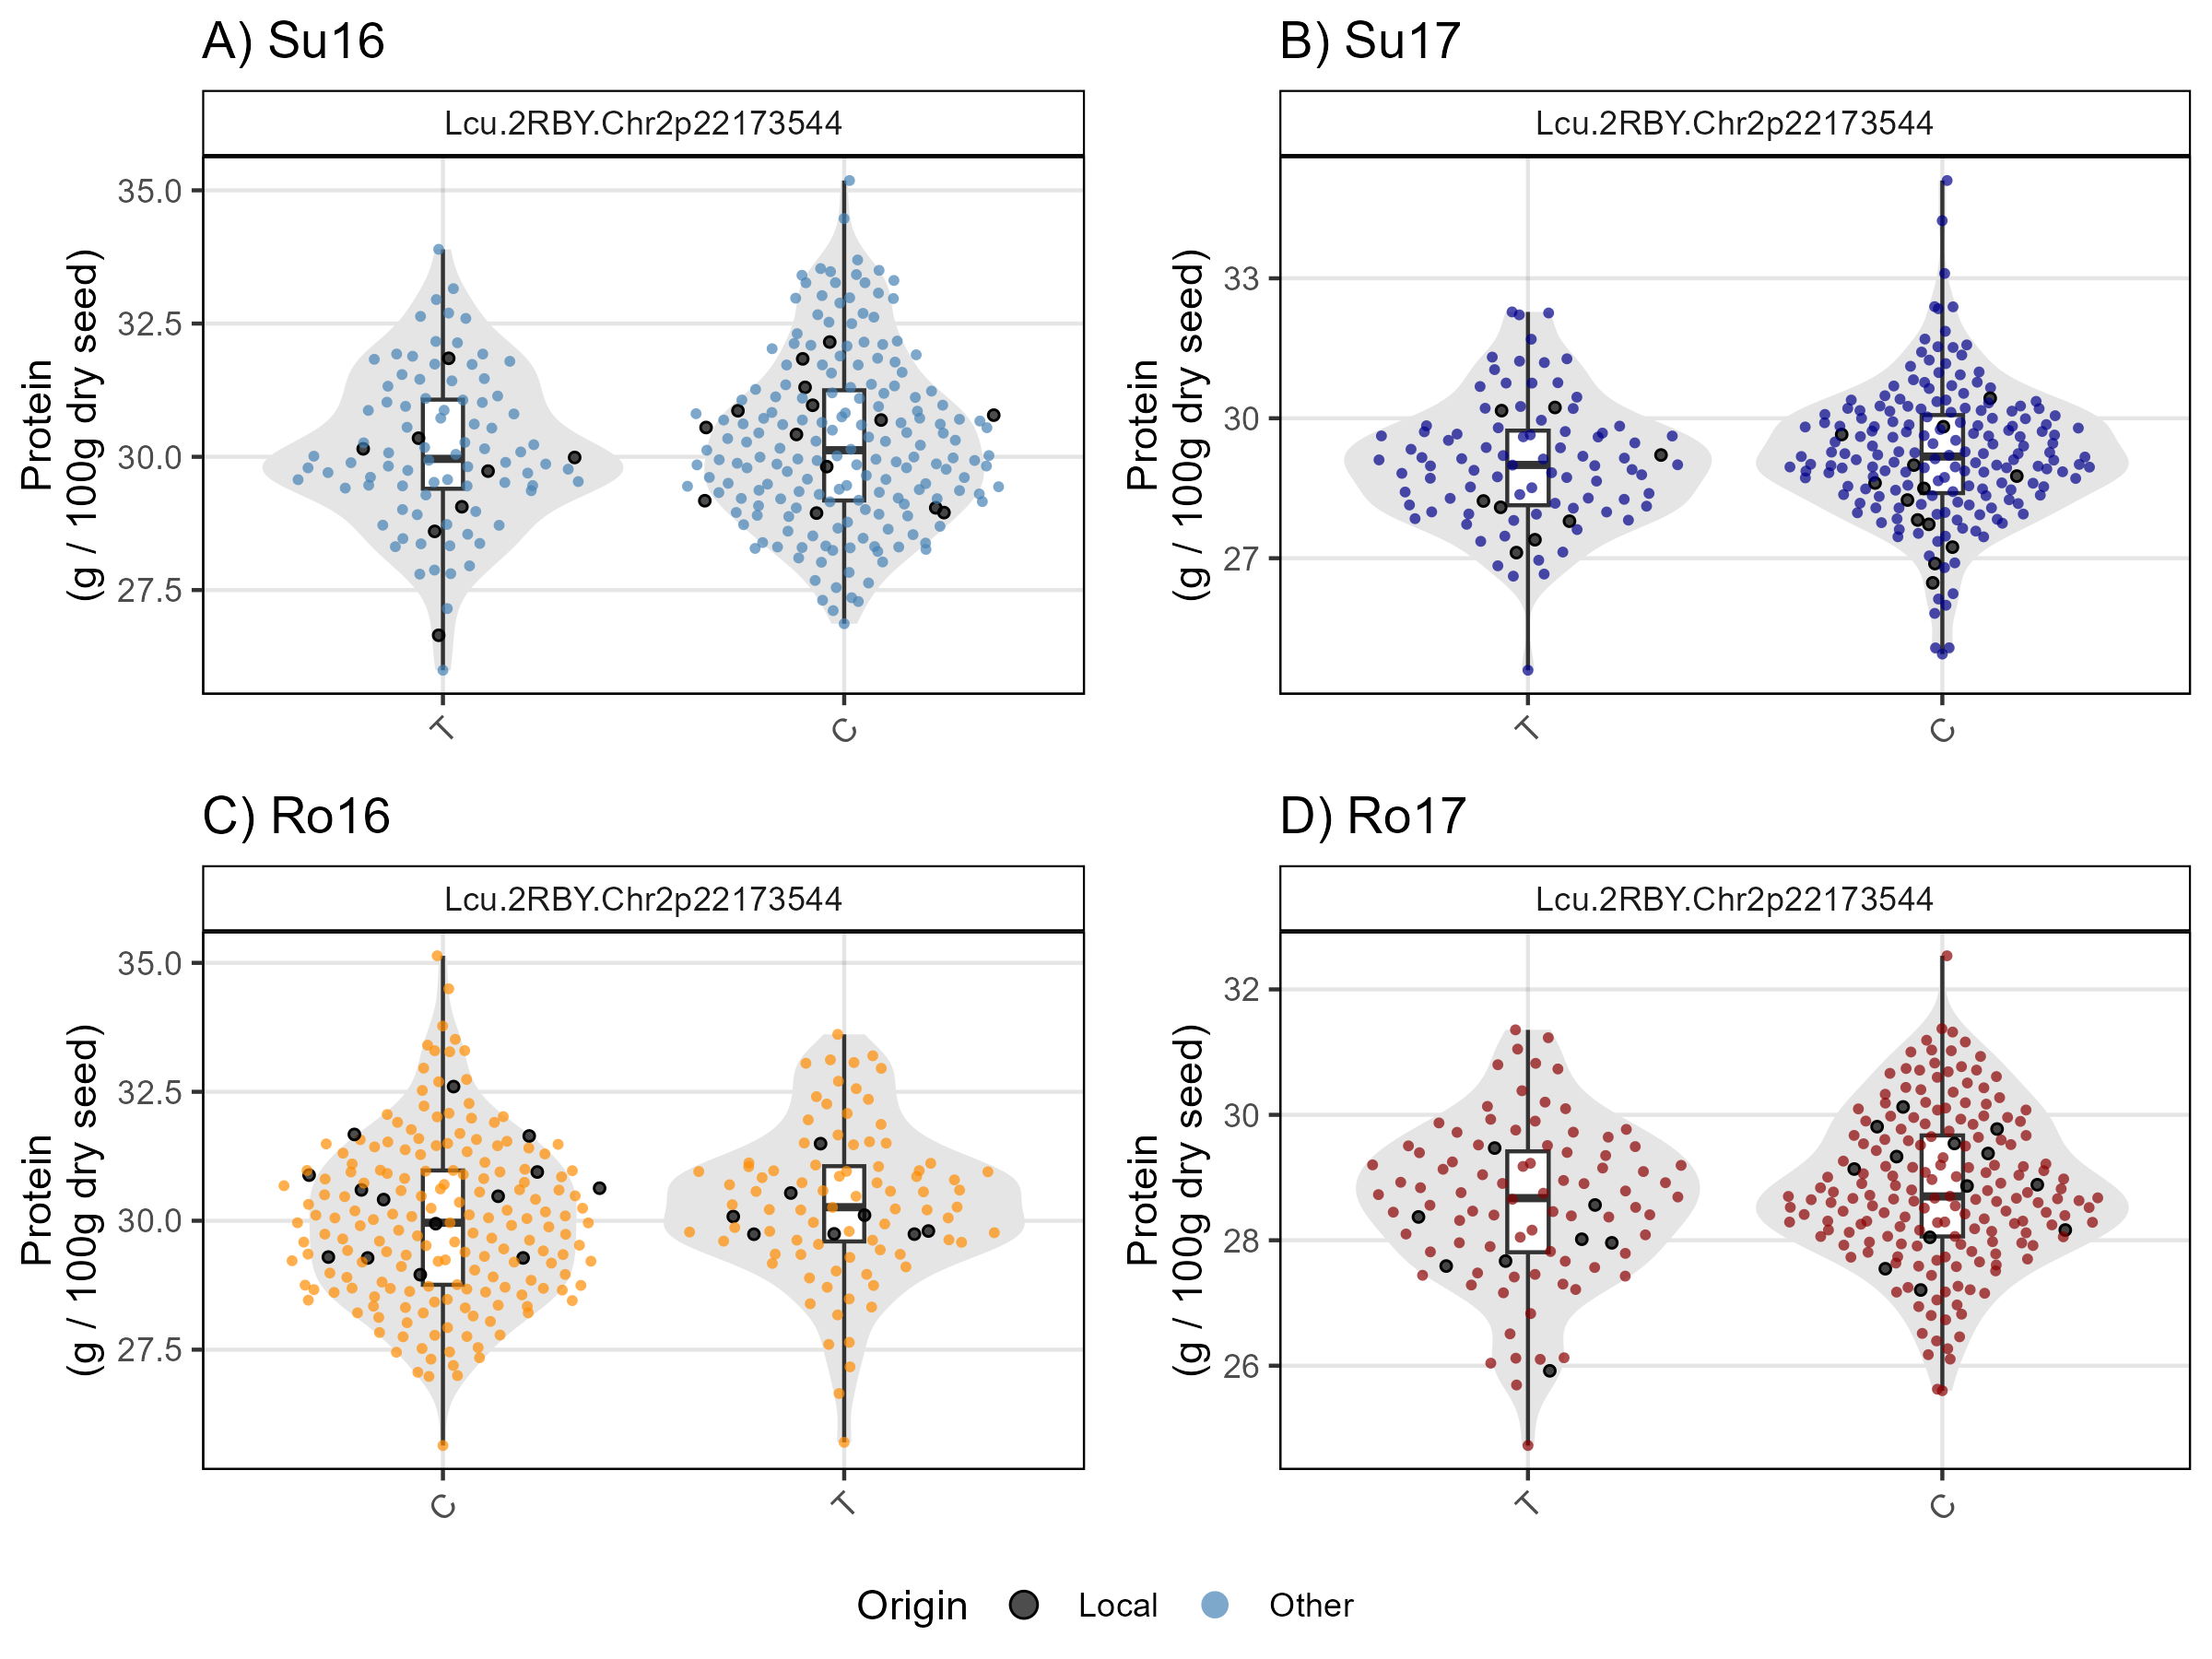 A) Su16
Lcu.2RBY.Chr2p22173544
Protein
(g / 100g dry seed)
35.0
32.5
30.0
27.5
T
C
B) Su17
Lcu.2RBY.Chr2p22173544
Protein
(g / 100g dry seed)
33
30
27
T
C
C) Ro16
Lcu.2RBY.Chr2p22173544
Protein
(g / 100g dry seed)
35.0
32.5
30.0
27.5
C
T
D) Ro17
Lcu.2RBY.Chr2p22173544
Protein
(g / 100g dry seed)
32
30
28
26
T
C
Origin Local Other